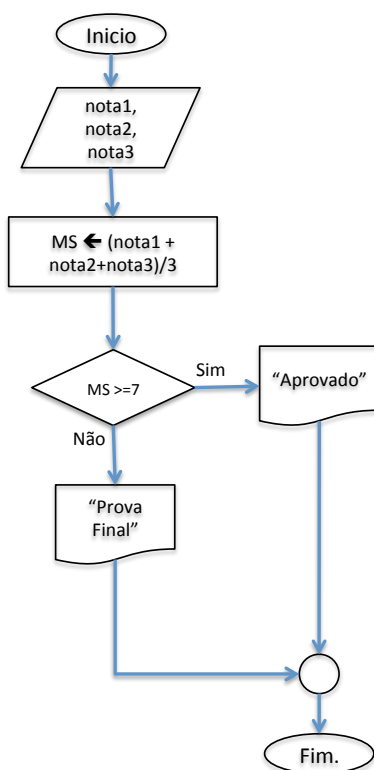 Inicio
nota1,
nota2,
nota3
MS ← (nota1 +
nota2+nota3)/3
MS >=7
Sim
“Aprovado”
Não
“Prova
Final”
Fim.